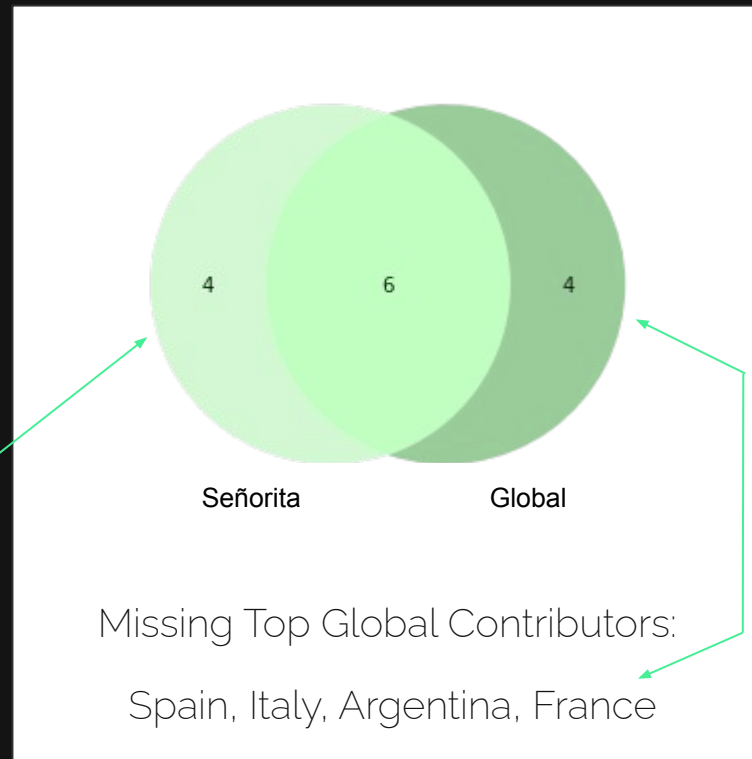 4 6 4
Señorita Global
Missing Top Global Contributors:
Spain, Italy, Argentina, France